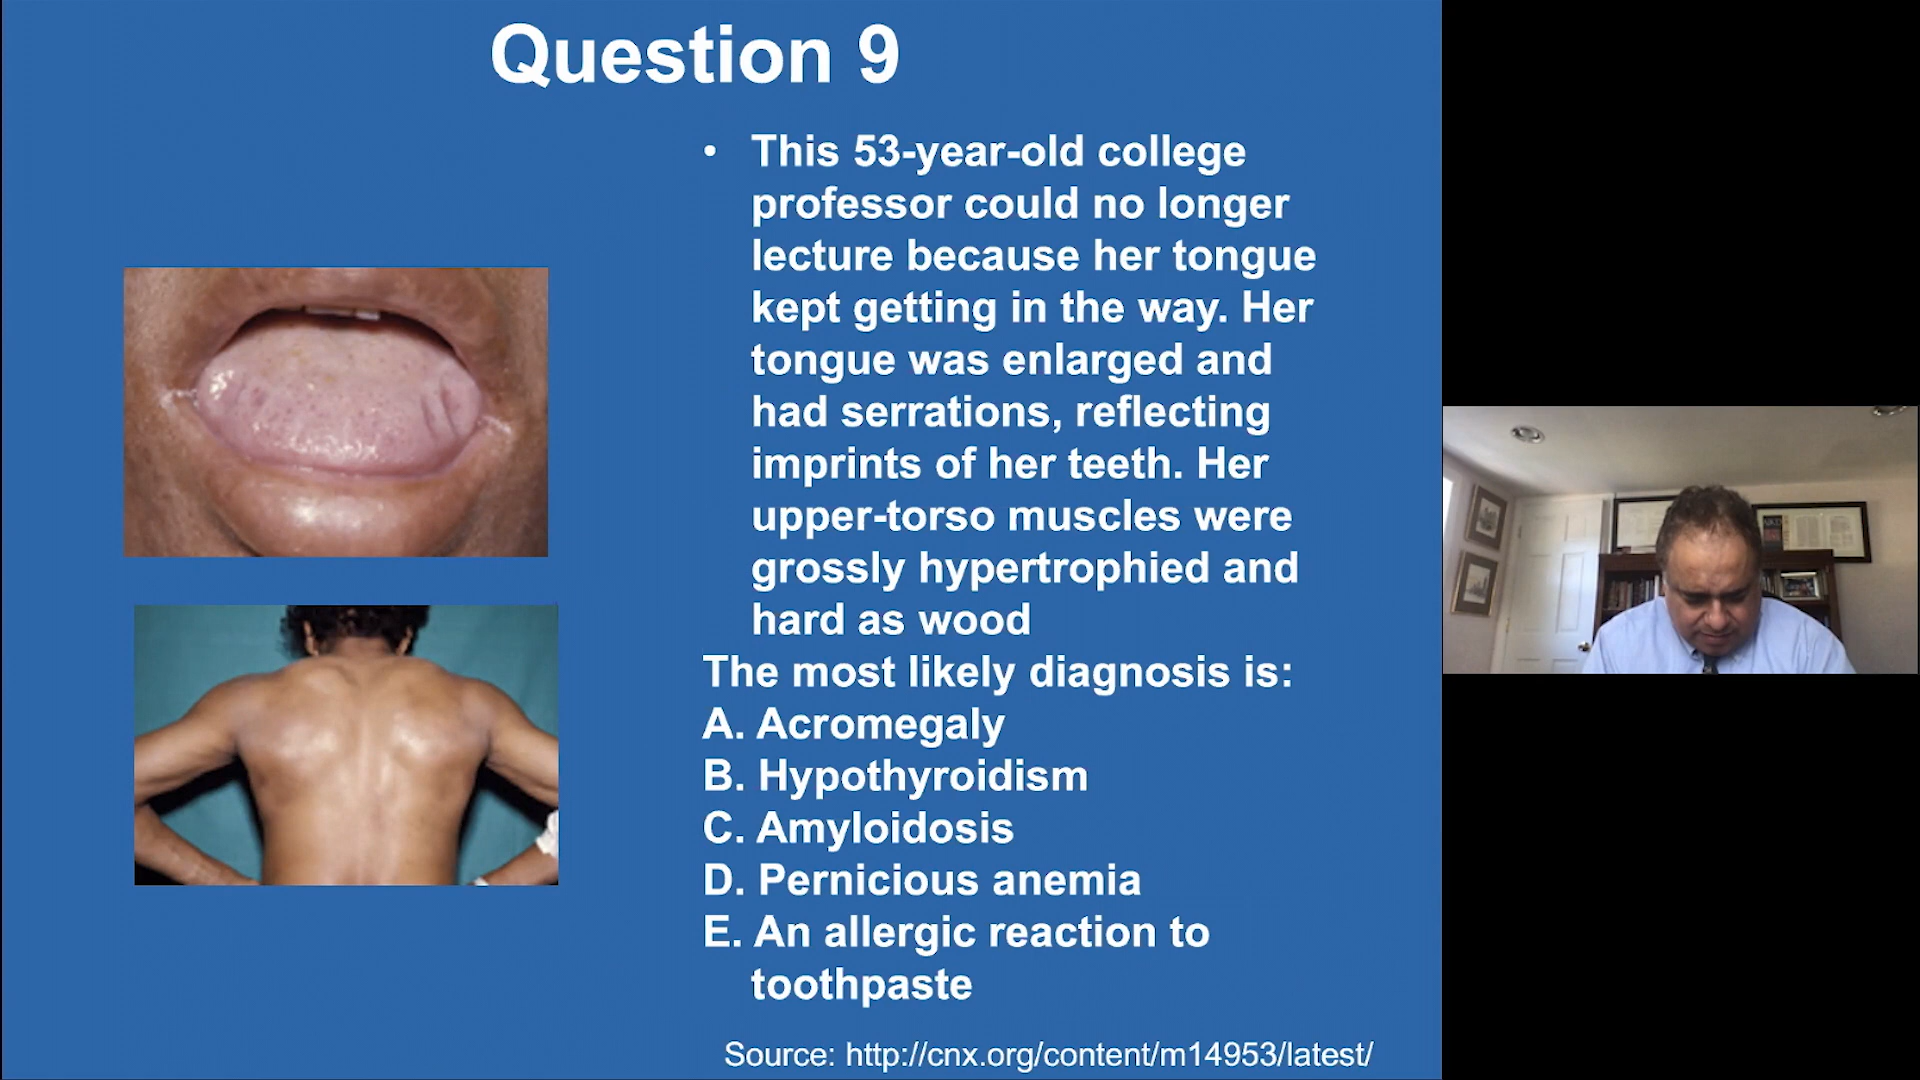 Question 9
• This 53-year-old college
professor could no longer
lecture because her tongue
kept getting in the way. Her
tongue was enlarged and
had serrations, reflecting
imprints of her teeth. Her
upper-torso muscles were
grossly hypertrophied and
hard as wood
The most likely diagnosis is:
A. Acromegaly
B. Hypothyroidism
C. Amyloidosis
D. Pernicious anemia
E. An allergic reaction to
toothpaste
Source: http://cnx.org/content/m14953/latest/